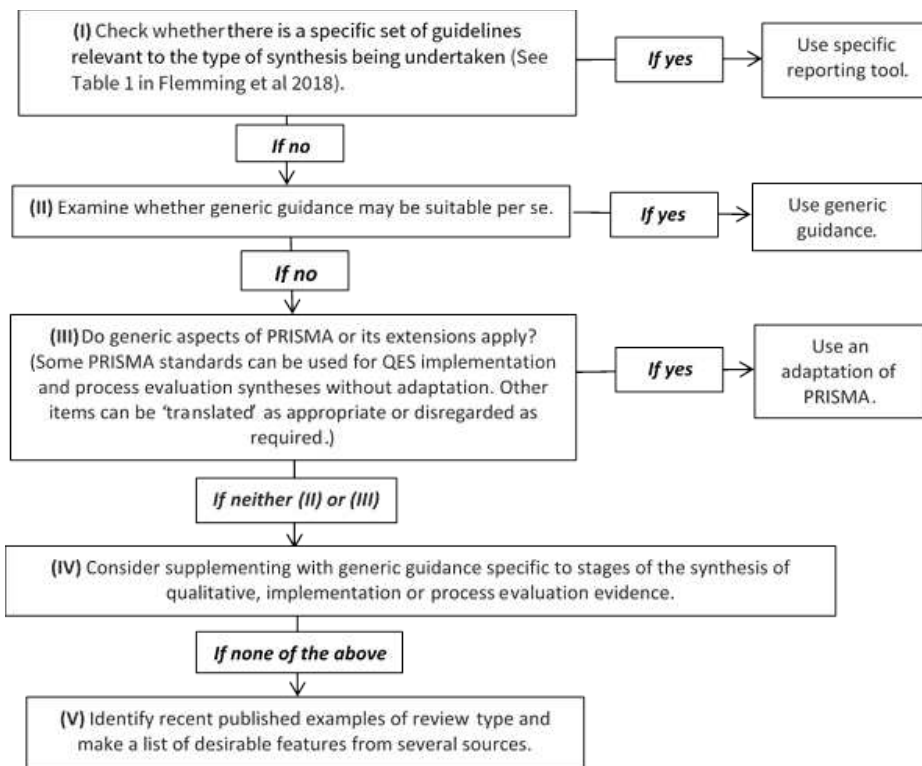 (I) Check whether there is a specific set of guidelines
relevant to the type of synthesis being undertaken (See
Table 1 in Flemming et al 2018).
If yes
Use specific
reporting tool.
If no
(II) Examine whether generic guidance may be suitable per se.
If yes
Use generic
guidance.
If no
(III) Do generic aspects of PRISMA or its extensions apply?
(Some PRISMA standards can be used for QES implementation
and process evaluation syntheses without adaptation. Other
items can be 'translated' as appropriate or disregarded as
required.)
If yes
Use an
adaptation of
PRISMA.
If neither (II) or (III)
(IV) Consider supplementing with generic guidance specific to stages of the synthesis of
qualitative, implementation or process evaluation evidence.
If none of the above
(V) Identify recent published examples of review type and
make a list of desirable features from several sources.